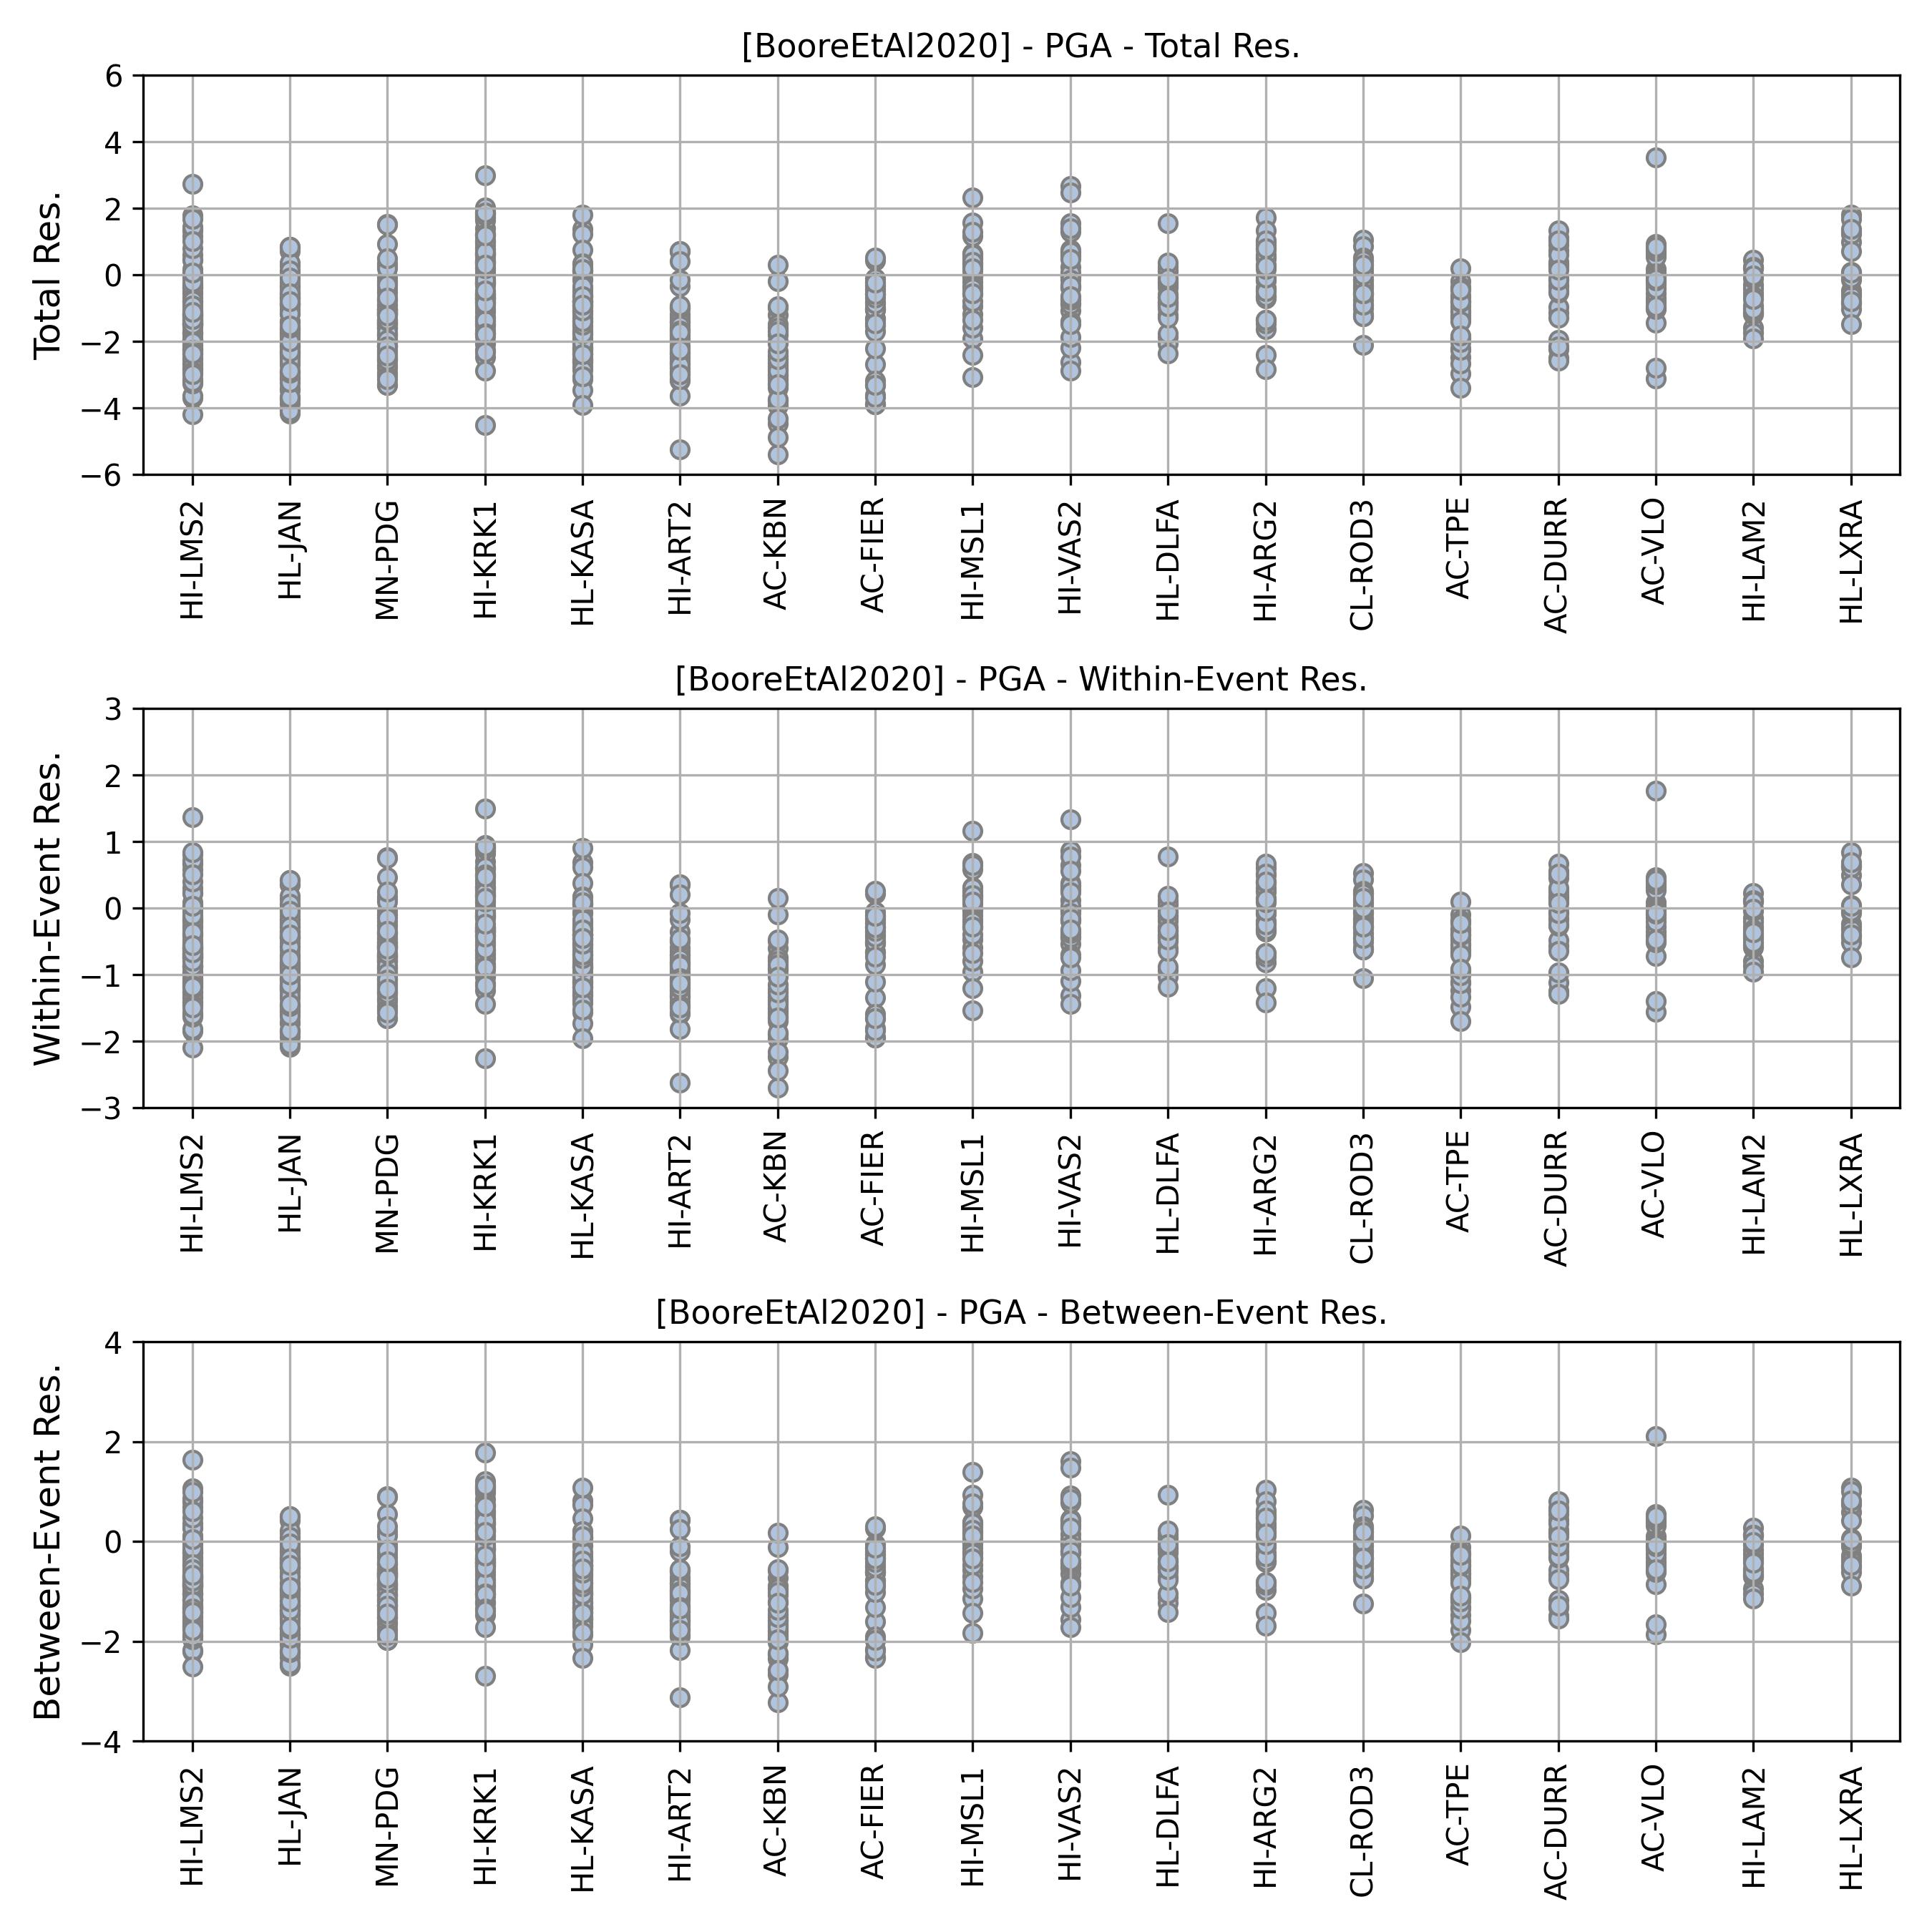 [BooreEtAl2020] - PGA - Total Res.
6
4
2
0
−2
−4
−6
Total Res.
HI-LMS2
HL-JAN
MN-PDG
HI-KRK1
HL-KASA
HI-ART2
AC-KBN
AC-FIER
HI-MSL1
HI-VAS2
HL-DLFA
HI-ARG2
CL-ROD3
AC-TPE
AC-DURR
AC-VLO
HI-LAM2
HL-LXRA
[BooreEtAl2020] - PGA - Within-Event Res.
3
2
1
0
−1
−2
−3
Within-Event Res.
HI-LMS2
HL-JAN
MN-PDG
HI-KRK1
HL-KASA
HI-ART2
AC-KBN
AC-FIER
HI-MSL1
HI-VAS2
HL-DLFA
HI-ARG2
CL-ROD3
AC-TPE
AC-DURR
AC-VLO
HI-LAM2
HL-LXRA
[BooreEtAl2020] - PGA - Between-Event Res.
4
2
0
−2
−4
Between-Event Res.
HI-LMS2
HL-JAN
MN-PDG
HI-KRK1
HL-KASA
HI-ART2
AC-KBN
AC-FIER
HI-MSL1
HI-VAS2
HL-DLFA
HI-ARG2
CL-ROD3
AC-TPE
AC-DURR
AC-VLO
HI-LAM2
HL-LXRA